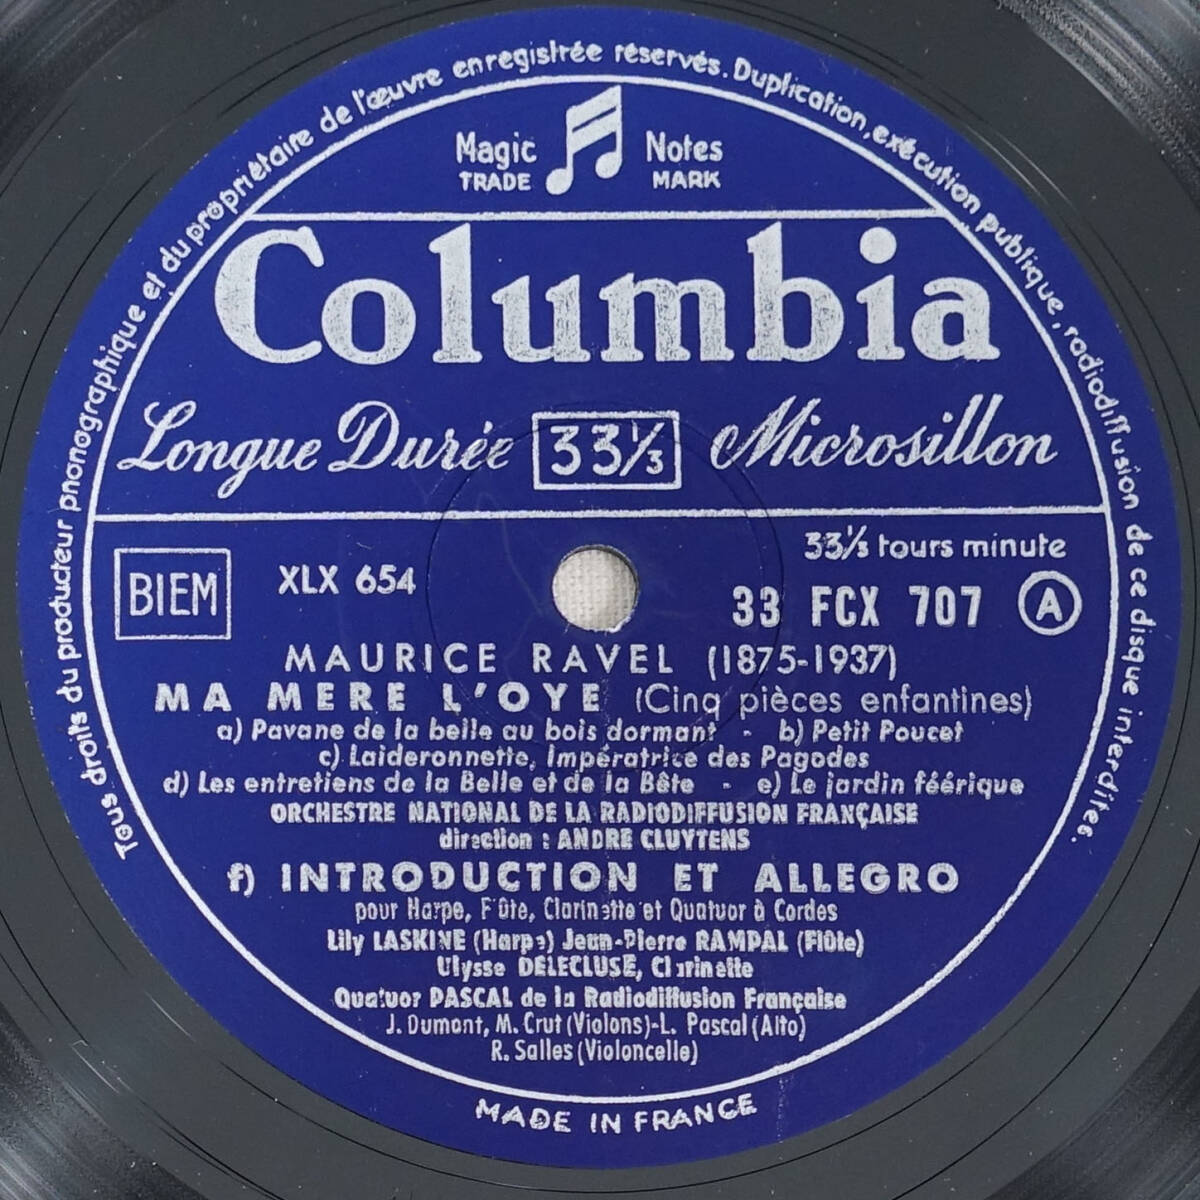 Tous droits du producteur phonographique et du propriétaire de l'œuvre enregistrée réservés. Duplication, exécution publique, radiodiffusion de ce disque interdites.
Magic Notes
TRADE MARK
Columbia
Longue Durée 33⅓ Microsillon
33⅓ tours minute
BIEM XLX 654 33 FCX 707 A
MAURICE RAVEL (1875-1937)
MA MERE L'OYE (Cinq pièces enfantines)
a) Pavane de la belle au bois dormant - b) Petit Poucet
c) Laideronnette, Impératrice des Pagodes
d) Les entretiens de la Belle et de la Bête - e) Le jardin féérique
ORCHESTRE NATIONAL DE LA RADIODIFFUSION FRANÇAISE
direction : ANDRE CLUYTENS
f) INTRODUCTION ET ALLEGRO
pour Harpe, Flûte, Clarinette et Quatuor à Cordes
Lily LASKINE (Harpe) Jean-Pierre RAMPAL (Flûte)
Ulysse DELECLUSE, Clarinette
Quatuor PASCAL de la Radiodiffusion Française
J. Dumont, M. Crut (Violons)-L. Pascal (Alto)
R. Salles (Violoncelle)
MADE IN FRANCE